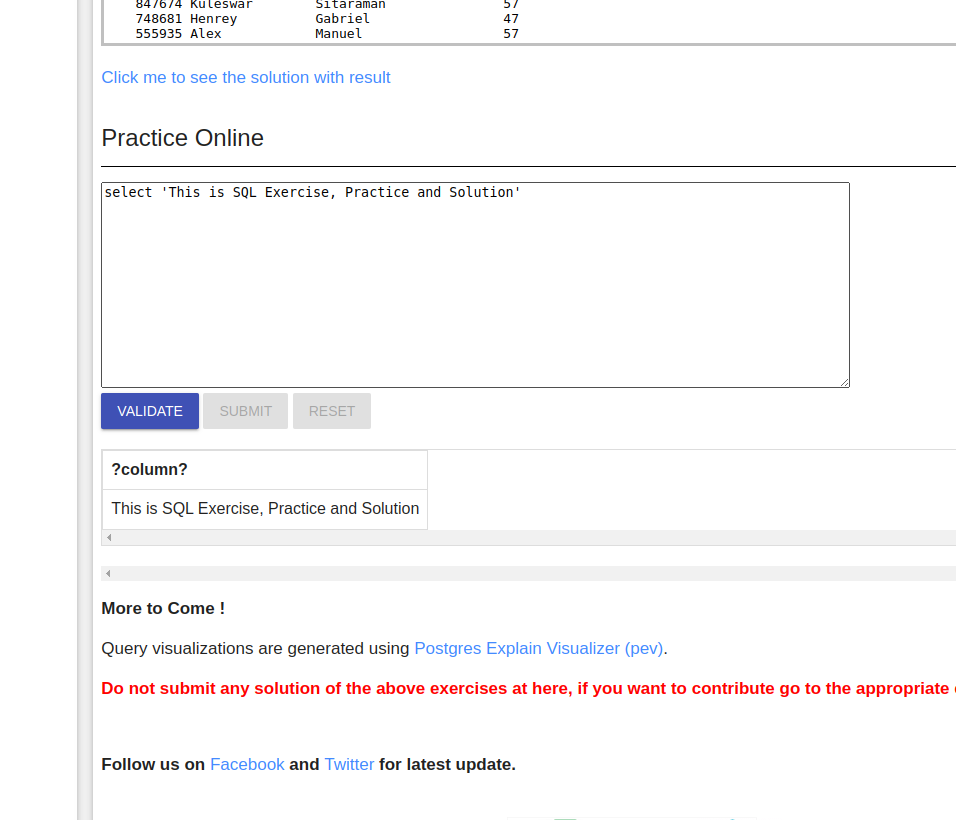 847674 Kuleswar Sitaraman 57
748681 Henrey Gabriel 47
555935 Alex Manuel 57
Click me to see the solution with result
Practice Online
select 'This is SQL Exercise, Practice and Solution'
VALIDATE SUBMIT RESET
?column?
This is SQL Exercise, Practice and Solution
More to Come !
Query visualizations are generated using Postgres Explain Visualizer (pev).
Do not submit any solution of the above exercises at here, if you want to contribute go to the appropriate
Follow us on Facebook and Twitter for latest update.